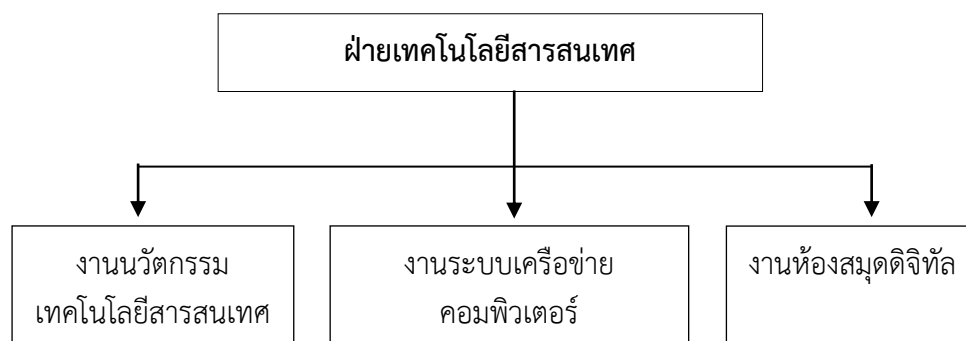 ฝ่ายเทคโนโลยีสารสนเทศ
งานนวัตกรรม
เทคโนโลยีสารสนเทศ
งานระบบเครือข่าย
คอมพิวเตอร์
งานห้องสมุดดิจิทัล